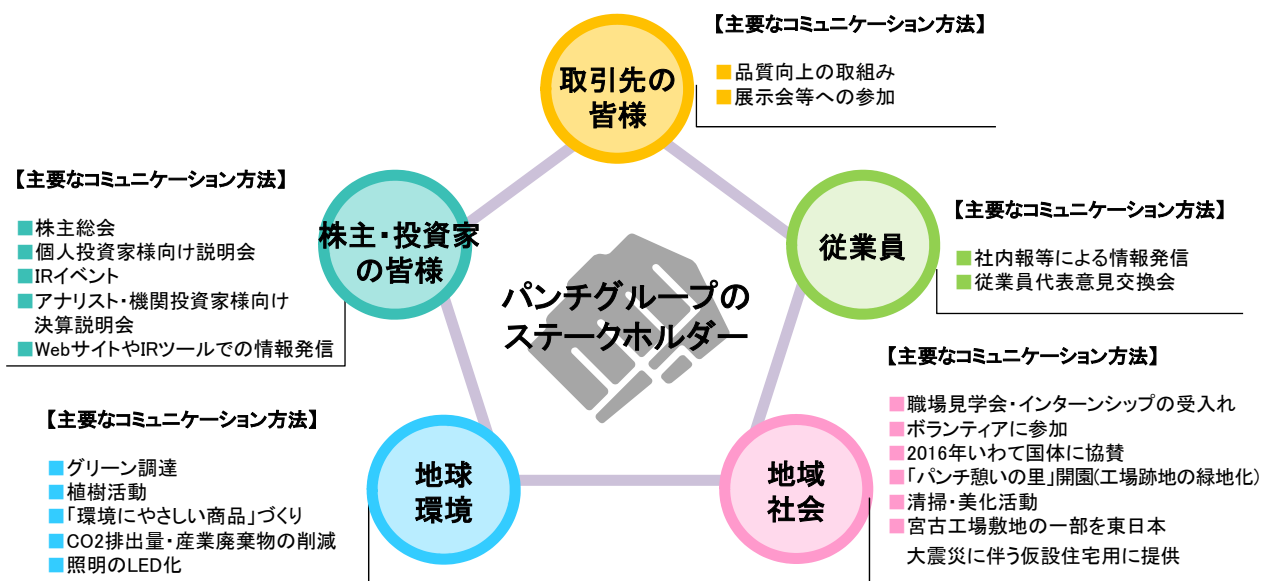 【主要なコミュニケーション方法】
■品質向上の取組み
■展示会等への参加
取引先の
皆様
【主要なコミュニケーション方法】
■株主総会
■個人投資家様向け説明会
■IRイベント
■アナリスト・機関投資家様向け
決算説明会
■WebサイトやIRツールでの情報発信
株主・投資家
の皆様
【主要なコミュニケーション方法】
■社内報等による情報発信
■従業員代表意見交換会
従業員
パンチグループの
ステークホルダー
【主要なコミュニケーション方法】
■グリーン調達
■植樹活動
■「環境にやさしい商品」づくり
■CO2排出量・産業廃棄物の削減
■照明のLED化
地球
環境
【主要なコミュニケーション方法】
■職場見学会・インターンシップの受入れ
■ボランティアに参加
■2016年いわて国体に協賛
■「パンチ憩いの里」開園(工場跡地の緑地化)
■清掃・美化活動
■宮古工場敷地の一部を東日本
大震災に伴う仮設住宅用に提供
地域
社会